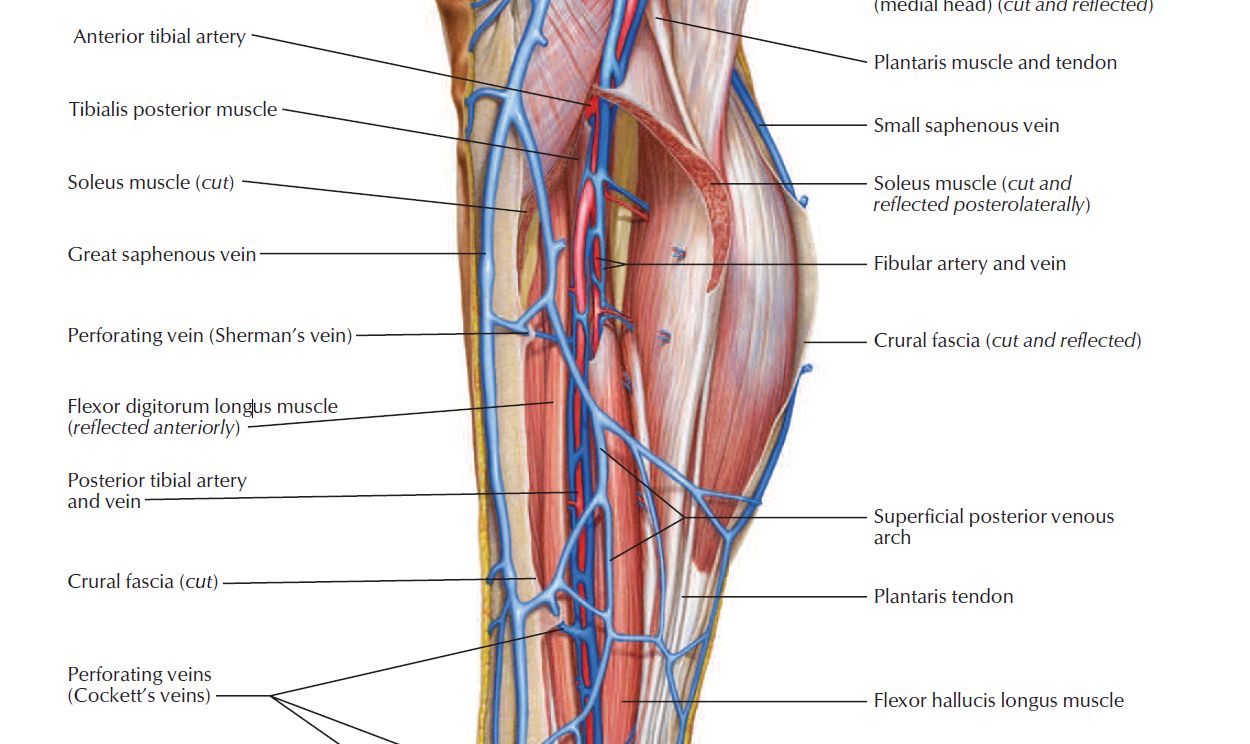 (medial head) (cut and reflected)
Anterior tibial artery
Plantaris muscle and tendon
Tibialis posterior muscle
Small saphenous vein
Soleus muscle (cut)
Soleus muscle (cut and
reflected posterolaterally)
Great saphenous vein
Fibular artery and vein
Perforating vein (Sherman’s vein)
Crural fascia (cut and reflected)
Flexor digitorum longus muscle
(reflected anteriorly)
Posterior tibial artery
and vein
Superficial posterior venous
arch
Crural fascia (cut)
Plantaris tendon
Perforating veins
(Cockett’s veins)
Flexor hallucis longus muscle